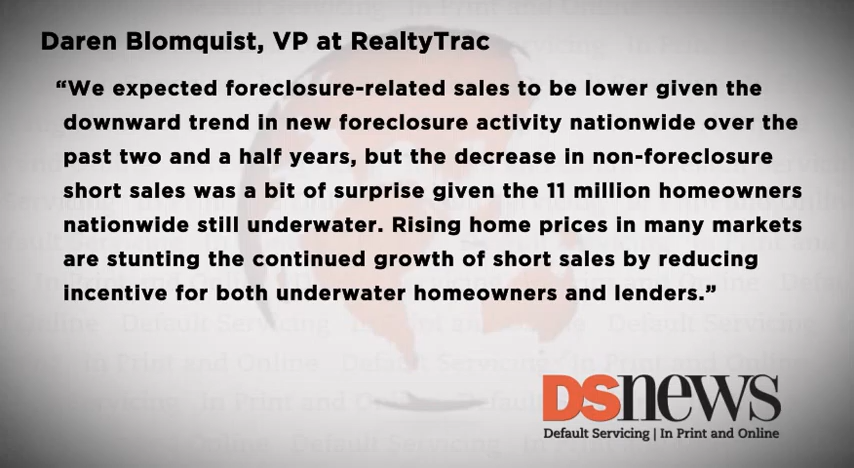 Daren Blomquist, VP at RealtyTrac
“We expected foreclosure-related sales to be lower given the
downward trend in new foreclosure activity nationwide over the
past two and a half years, but the decrease in non-foreclosure
short sales was a bit of surprise given the 11 million homeowners
nationwide still underwater. Rising home prices in many markets
are stunting the continued growth of short sales by reducing
incentive for both underwater homeowners and lenders.”
DSnews
Default Servicing | In Print and Online